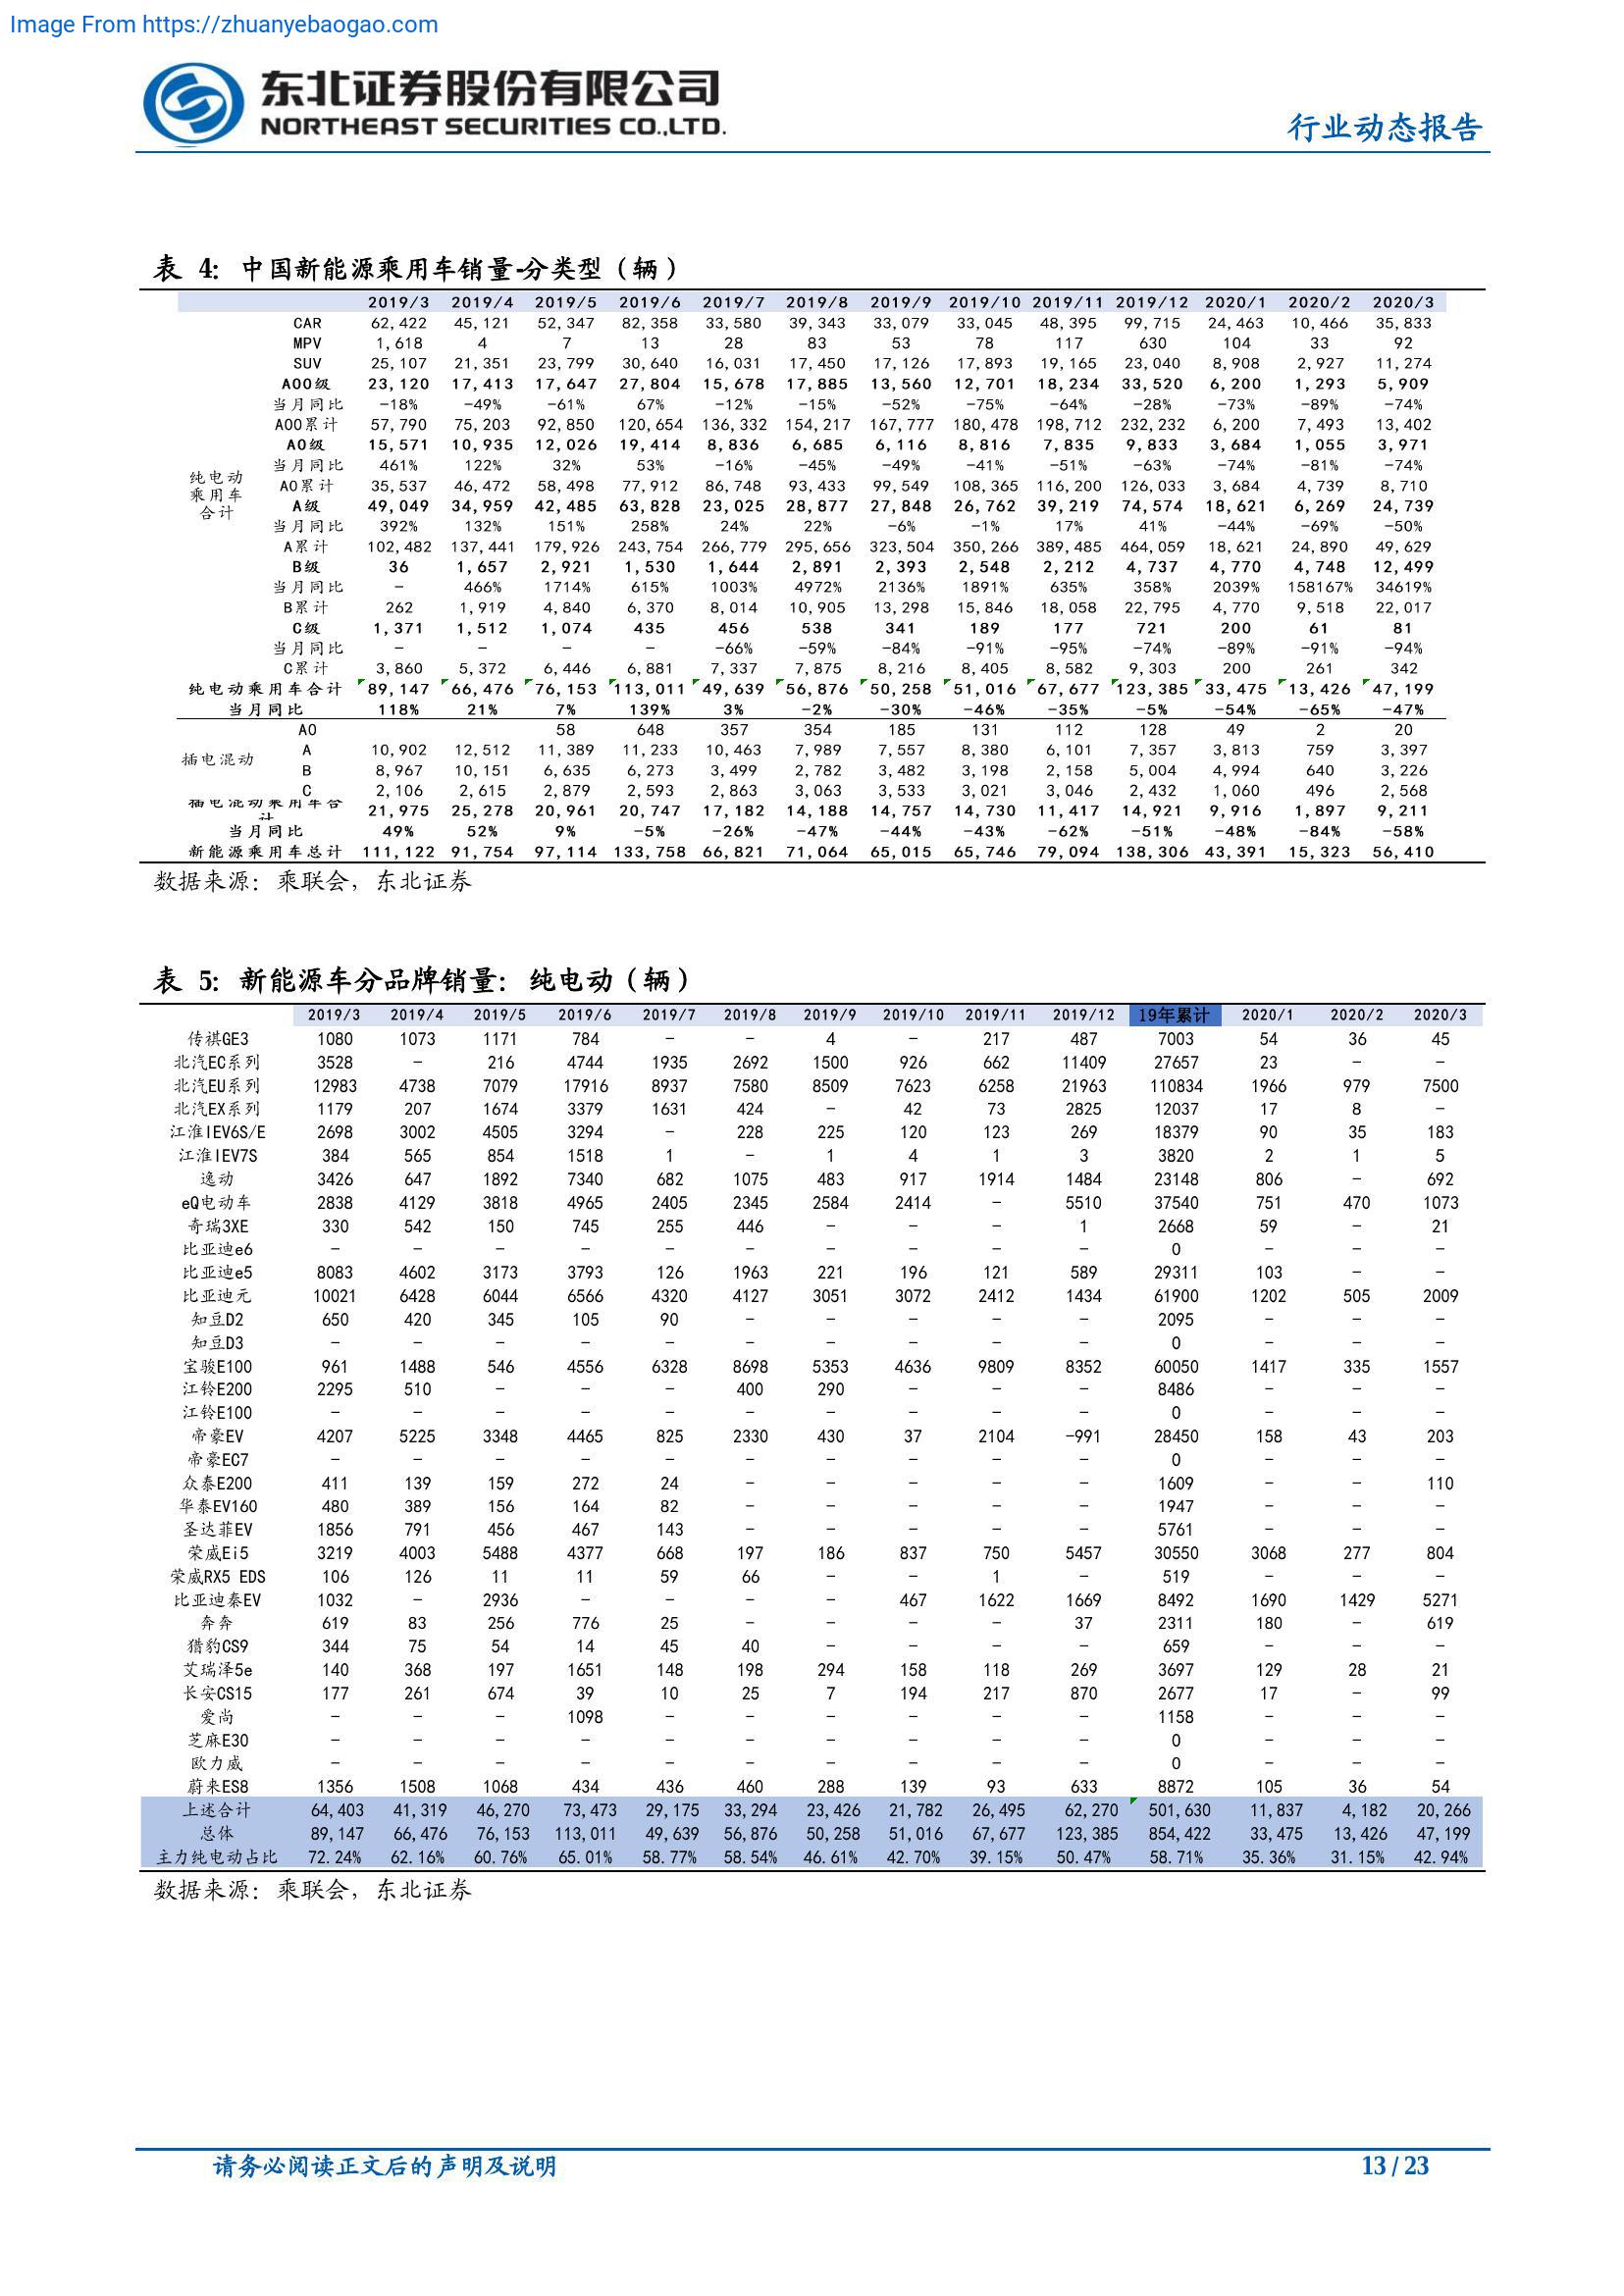 Image From https://zhuanyebaogao.com
东北证券股份有限公司
NORTHEAST SECURITIES CO.,LTD.
行业动态报告
表 4: 中国新能源乘用车销量-分类型（辆）
2019/3 2019/4 2019/5 2019/6 2019/7 2019/8 2019/9 2019/10 2019/11 2019/12 2020/1 2020/2 2020/3
CAR 62,422 45,121 52,347 82,358 33,580 39,343 33,079 33,045 48,395 99,715 24,463 10,466 35,833
MPV 1,618 4 7 13 28 83 53 78 117 630 104 33 92
SUV 25,107 21,351 23,799 30,640 16,031 17,450 17,126 17,893 19,165 23,040 8,908 2,927 11,274
A00级 23,120 17,413 17,647 27,804 15,678 17,885 13,560 12,701 18,234 33,520 6,200 1,293 5,909
当月同比 -18% -49% -61% 67% -12% -15% -52% -75% -64% -28% -73% -89% -74%
A00累计 57,790 75,203 92,850 120,654 136,332 154,217 167,777 180,478 198,712 232,232 6,200 7,493 13,402
A0级 15,571 10,935 12,026 19,414 8,836 6,685 6,116 8,816 7,835 9,833 3,684 1,055 3,971
当月同比 461% 122% 32% 53% -16% -45% -49% -41% -51% -63% -74% -81% -74%
纯电动乘用车合计
A0累计 35,537 46,472 58,498 77,912 86,748 93,433 99,549 108,365 116,200 126,033 3,684 4,739 8,710
A级 49,049 34,959 42,485 63,828 23,025 28,877 27,848 26,762 39,219 74,574 18,621 6,269 24,739
当月同比 392% 132% 151% 258% 24% 22% -6% -1% 17% 41% -44% -69% -50%
A累计 102,482 137,441 179,926 243,754 266,779 295,656 323,504 350,266 389,485 464,059 18,621 24,890 49,629
B级 36 1,657 2,921 1,530 1,644 2,891 2,393 2,548 2,212 4,737 4,770 4,748 12,499
当月同比 - 466% 1714% 615% 1003% 4972% 2136% 1891% 635% 358% 2039% 158167% 34619%
B累计 262 1,919 4,840 6,370 8,014 10,905 13,298 15,846 18,058 22,795 4,770 9,518 22,017
C级 1,371 1,512 1,074 435 456 538 341 189 177 721 200 61 81
当月同比 - - - - -66% -59% -84% -91% -95% -74% -89% -91% -94%
C累计 3,860 5,372 6,446 6,881 7,337 7,875 8,216 8,405 8,582 9,303 200 261 342
纯电动乘用车合计 89,147 66,476 76,153 113,011 49,639 56,876 50,258 51,016 67,677 123,385 33,475 13,426 47,199
当月同比 118% 21% 7% 139% 3% -2% -30% -46% -35% -5% -54% -65% -47%
A0 58 648 357 354 185 131 112 128 49 2 20
插电混动
A 10,902 12,512 11,389 11,233 10,463 7,989 7,557 8,380 6,101 7,357 3,813 759 3,397
B 8,967 10,151 6,635 6,273 3,499 2,782 3,482 3,198 2,158 5,004 4,994 640 3,226
C 2,106 2,615 2,879 2,593 2,863 3,063 3,533 3,021 3,046 2,432 1,060 496 2,568
插电混动乘用车合计 21,975 25,278 20,961 20,747 17,182 14,188 14,757 14,730 11,417 14,921 9,916 1,897 9,211
当月同比 49% 52% 9% -5% -26% -47% -44% -43% -62% -51% -48% -84% -58%
新能源乘用车总计 111,122 91,754 97,114 133,758 66,821 71,064 65,015 65,746 79,094 138,306 43,391 15,323 56,410
数据来源：乘联会，东北证券
表 5: 新能源车分品牌销量：纯电动（辆）
2019/3 2019/4 2019/5 2019/6 2019/7 2019/8 2019/9 2019/10 2019/11 2019/12 19年累计 2020/1 2020/2 2020/3
传祺GE3 1080 1073 1171 784 - - 4 - 217 487 7003 54 36 45
北汽EC系列 3528 - 216 4744 1935 2692 1500 926 662 11409 27657 23 - -
北汽EU系列 12983 4738 7079 17916 8937 7580 8509 7623 6258 21963 110834 1966 979 7500
北汽EX系列 1179 207 1674 3379 1631 424 - 42 73 2825 12037 17 8 -
江淮IEV6S/E 2698 3002 4505 3294 - 228 225 120 123 269 18379 90 35 183
江淮IEV7S 384 565 854 1518 1 - 1 4 1 3 3820 2 1 5
逸动 3426 647 1892 7340 682 1075 483 917 1914 1484 23148 806 - 692
eQ电动车 2838 4129 3818 4965 2405 2345 2584 2414 - 5510 37540 751 470 1073
奇瑞3XE 330 542 150 745 255 446 - - - 1 2668 59 - 21
比亚迪e6 - - - - - - - - - - 0 - - -
比亚迪e5 8083 4602 3173 3793 126 1963 221 196 121 589 29311 103 - -
比亚迪元 10021 6428 6044 6566 4320 4127 3051 3072 2412 1434 61900 1202 505 2009
知豆D2 650 420 345 105 90 - - - - - 2095 - - -
知豆D3 - - - - - - - - - - 0 - - -
宝骏E100 961 1488 546 4556 6328 8698 5353 4636 9809 8352 60050 1417 335 1557
江铃E200 2295 510 - - - 400 290 - - - 8486 - - -
江铃E100 - - - - - - - - - - 0 - - -
帝豪EV 4207 5225 3348 4465 825 2330 430 37 2104 -991 28450 158 43 203
帝豪EC7 - - - - - - - - - - 0 - - -
众泰E200 411 139 159 272 24 - - - - - 1609 - - 110
华泰EV160 480 389 156 164 82 - - - - - 1947 - - -
圣达菲EV 1856 791 456 467 143 - - - - - 5761 - - -
荣威Ei5 3219 4003 5488 4377 668 197 186 837 750 5457 30550 3068 277 804
荣威RX5 EDS 106 126 11 11 59 66 - - 1 - 519 - - -
比亚迪秦EV 1032 - 2936 - - - - 467 1622 1669 8492 1690 1429 5271
奔奔 619 83 256 776 25 - - - - 37 2311 180 - 619
猎豹CS9 344 75 54 14 45 40 - - - - 659 - - -
艾瑞泽5e 140 368 197 1651 148 198 294 158 118 269 3697 129 28 21
长安CS15 177 261 674 39 10 25 7 194 217 870 2677 17 - 99
爱尚 - - - 1098 - - - - - - 1158 - - -
芝麻E30 - - - - - - - - - - 0 - - -
欧力威 - - - - - - - - - - 0 - - -
蔚来ES8 1356 1508 1068 434 436 460 288 139 93 633 8872 105 36 54
上述合计 64,403 41,319 46,270 73,473 29,175 33,294 23,426 21,782 26,495 62,270 501,630 11,837 4,182 20,266
总体 89,147 66,476 76,153 113,011 49,639 56,876 50,258 51,016 67,677 123,385 854,422 33,475 13,426 47,199
主力纯电动占比 72.24% 62.16% 60.76% 65.01% 58.77% 58.54% 46.61% 42.70% 39.15% 50.47% 58.71% 35.36% 31.15% 42.94%
数据来源：乘联会，东北证券
请务必阅读正文后的声明及说明
13 / 23